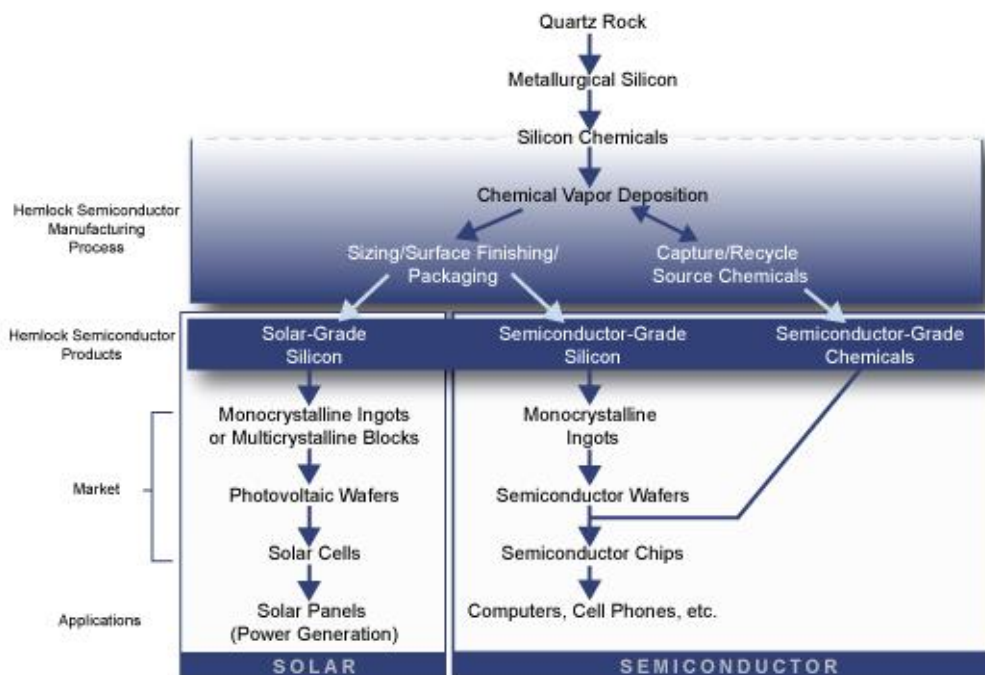 Quartz Rock
Metallurgical Silicon
Silicon Chemicals
Chemical Vapor Deposition
Hemlock Semiconductor
Manufacturing
Process
Sizing/Surface Finishing/
Packaging
Capture/Recycle
Source Chemicals
Hemlock Semiconductor
Products
Solar-Grade
Silicon
Semiconductor-Grade
Silicon
Semiconductor-Grade
Chemicals
Monocrystalline Ingots
or Multicrystalline Blocks
Monocrystalline
Ingots
Market
Photovoltaic Wafers
Semiconductor Wafers
Solar Cells
Semiconductor Chips
Applications
Solar Panels
(Power Generation)
Computers, Cell Phones, etc.
SOLAR
SEMICONDUCTOR